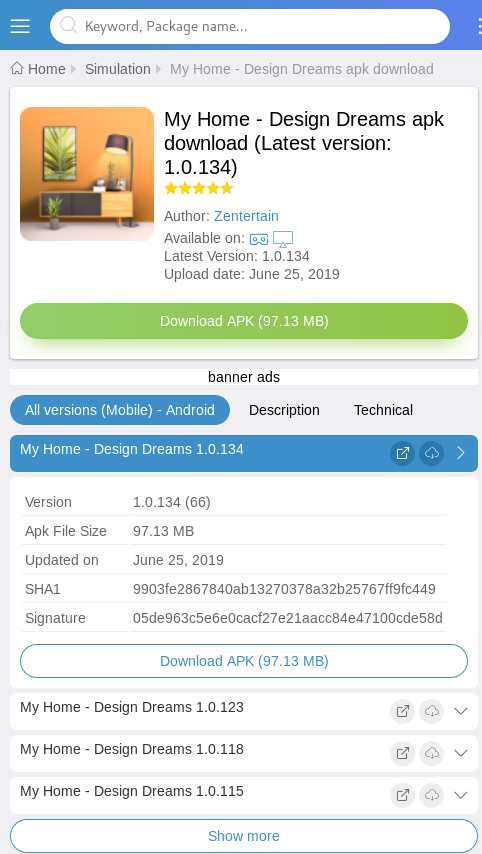 Keyword, Package name...
Home Simulation My Home - Design Dreams apk download
My Home - Design Dreams apk
download (Latest version:
1.0.134)
Author: Zentertain
Available on:
Latest Version: 1.0.134
Upload date: June 25, 2019
Download APK (97.13 MB)
banner ads
All versions (Mobile) - Android Description Technical
My Home - Design Dreams 1.0.134
Version 1.0.134 (66)
Apk File Size 97.13 MB
Updated on June 25, 2019
SHA1 9903fe2867840ab13270378a32b25767ff9fc449
Signature 05de963c5e6e0cacf27e21aacc84e47100cde58d
Download APK (97.13 MB)
My Home - Design Dreams 1.0.123
My Home - Design Dreams 1.0.118
My Home - Design Dreams 1.0.115
Show more